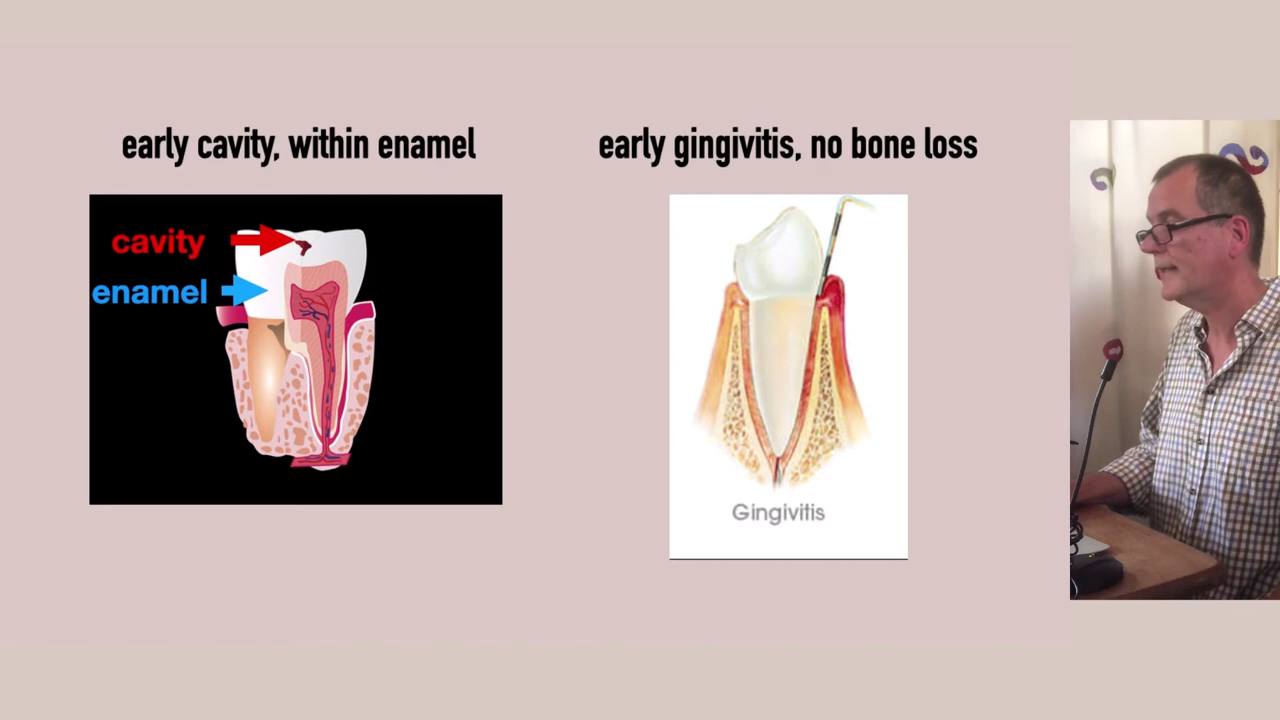 early cavity, within enamel
early gingivitis, no bone loss
cavity
enamel
Gingivitis